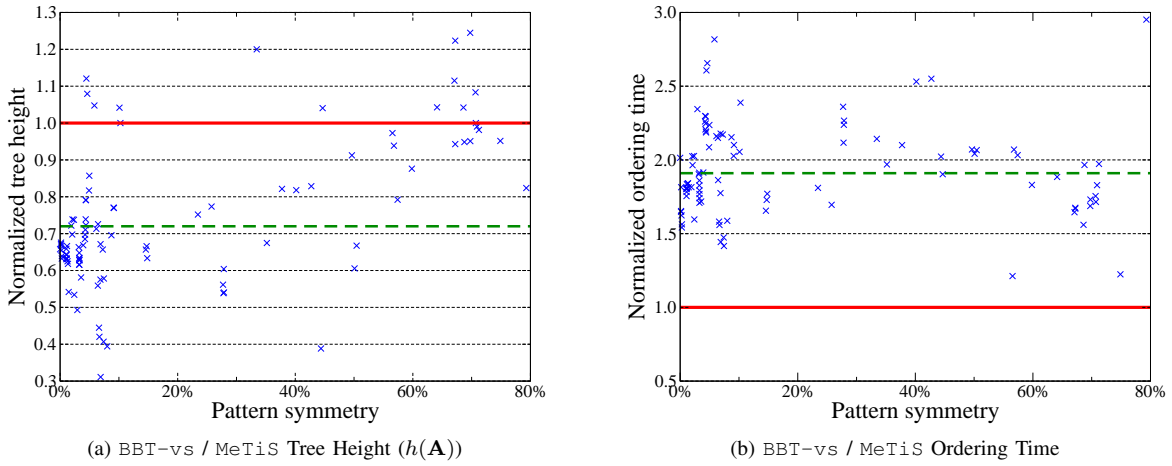 1.3
1.2
1.1
1.0
0.9
0.8
0.7
0.6
0.5
0.4
0.3
Normalized tree height
0% 20% 40% 60% 80%
Pattern symmetry
(a) BBT-vs / MeTiS Tree Height (h(A))
3.0
2.5
2.0
1.5
1.0
0.5
Normalized ordering time
0% 20% 40% 60% 80%
Pattern symmetry
(b) BBT-vs / MeTiS Ordering Time